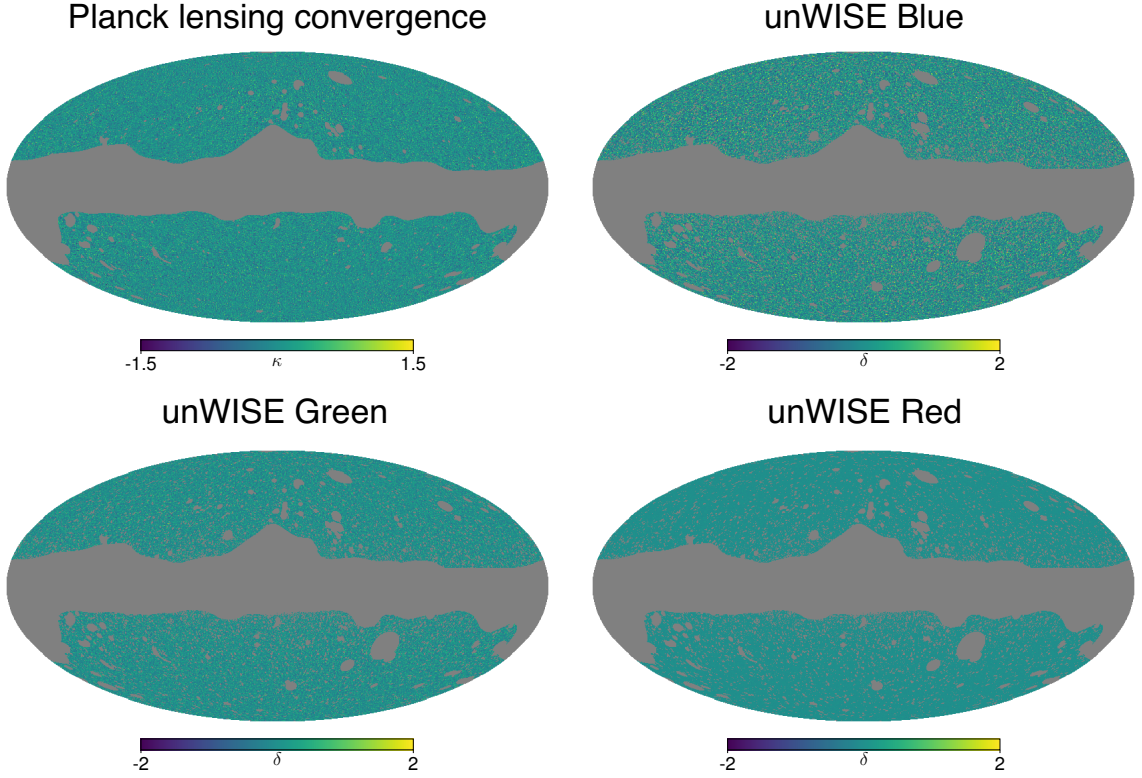 Planck lensing convergence
unWISE Blue
-1.5 κ 1.5
-2 δ 2
unWISE Green
unWISE Red
-2 δ 2
-2 δ 2